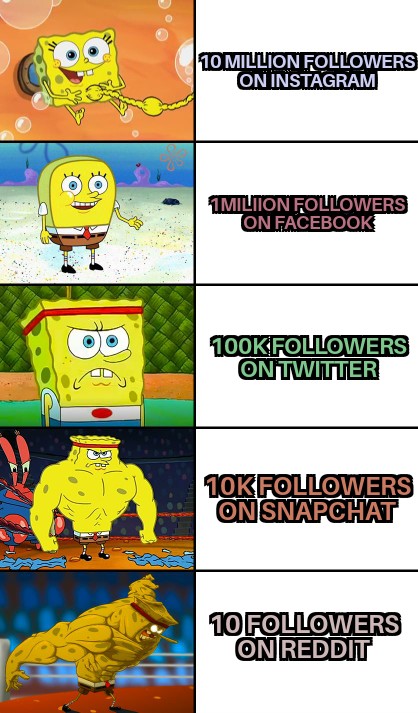 10 MILLION FOLLOWERS
ON INSTAGRAM
1MILIION FOLLOWERS
ON FACEBOOK
100K FOLLOWERS
ON TWITTER
10K FOLLOWERS
ON SNAPCHAT
10 FOLLOWERS
ON REDDIT